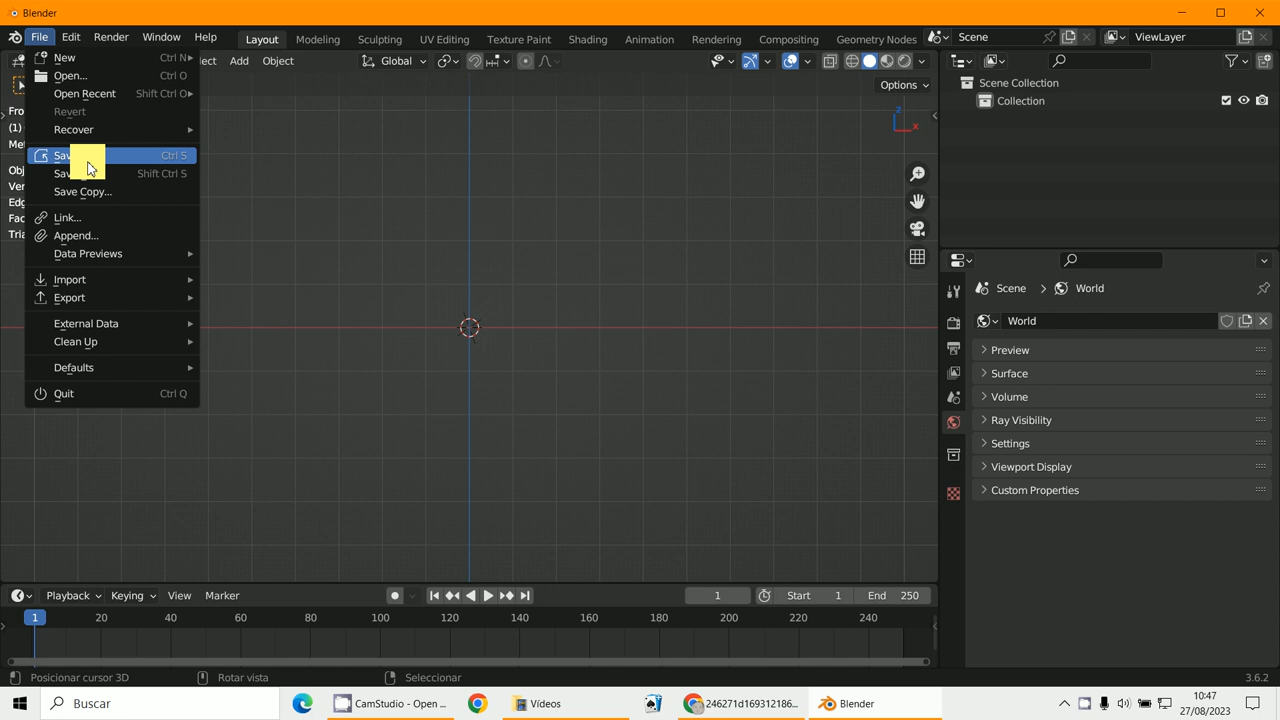 Blender
File Edit Render Window Help Layout Modeling Sculpting UV Editing Texture Paint Shading Animation Rendering Compositing Geometry Nodes Scene ViewLayer
Add Object Global
Options
New Ctrl N
Open... Ctrl O
Open Recent Shift Ctrl O
Revert
Recover
Ctrl S
Shift Ctrl S
Save Copy...
Link...
Append...
Data Previews
Import
Export
External Data
Clean Up
Defaults
Quit Ctrl Q
Z
X
Scene Collection
Collection
Scene > World
World
Preview
Surface
Volume
Ray Visibility
Settings
Viewport Display
Custom Properties
Playback Keying View Marker 1 Start 1 End 250
1 20 40 60 80 100 120 140 160 180 200 220 240
Posicionar cursor 3D Rotar vista Seleccionar 3.6.2
Buscar CamStudio - Open ... Vídeos 246271d169312186... Blender
10:47
27/08/2023